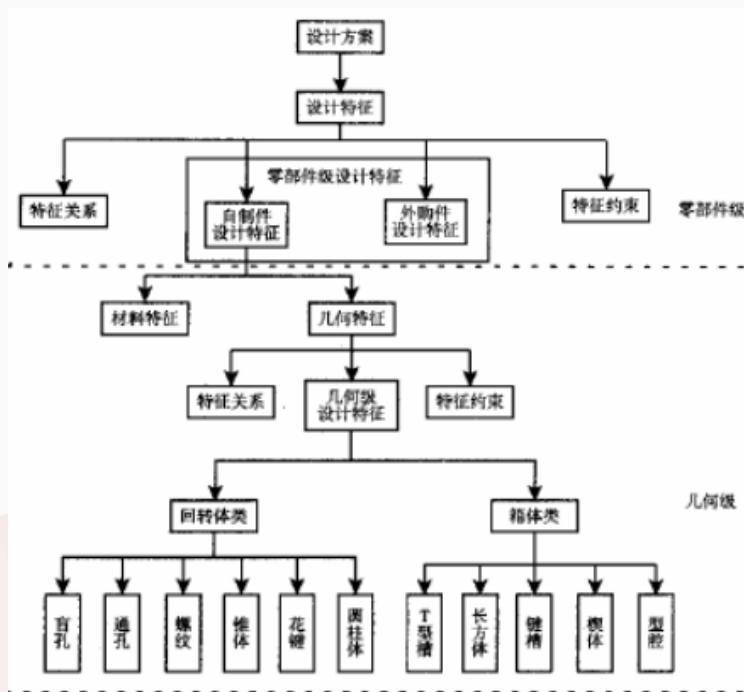 设计方案
设计特征
零部件级设计特征
特征关系
自制件
设计特征
外购件
设计特征
特征约束
零部件级
材料特征
几何特征
特征关系
几何级
设计特征
特征约束
几何级
回转体类
箱体类
盲孔
通孔
螺纹
锥体
花键
圆柱体
T型槽
长方体
键槽
楔体
型腔